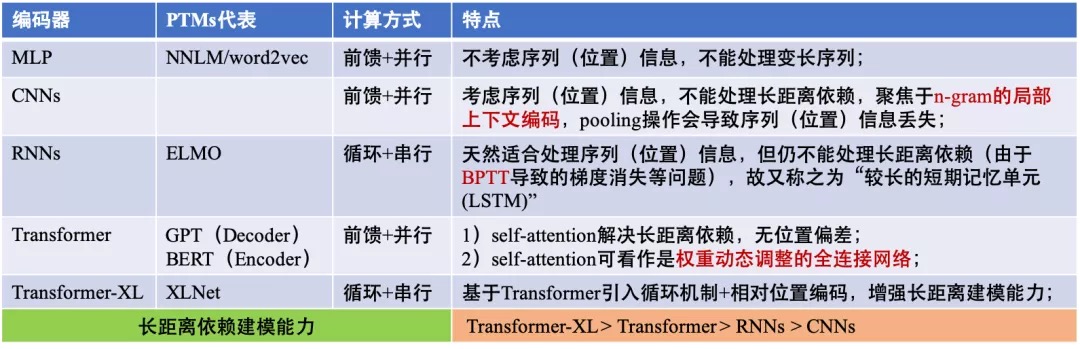 编码器 PTMs代表 计算方式 特点
MLP NNLM/word2vec 前馈+并行 不考虑序列（位置）信息，不能处理变长序列；
CNNs 前馈+并行 考虑序列（位置）信息，不能处理长距离依赖，聚焦于n-gram的局部
上下文编码，pooling操作会导致序列（位置）信息丢失；
RNNs ELMO 循环+串行 天然适合处理序列（位置）信息，但仍不能处理长距离依赖（由于
BPTT导致的梯度消失等问题），故又称之为“较长的短期记忆单元
(LSTM)”
Transformer GPT（Decoder） 前馈+并行 1）self-attention解决长距离依赖，无位置偏差；
BERT（Encoder） 2）self-attention可看作是权重动态调整的全连接网络；
Transformer-XL XLNet 循环+串行 基于Transformer引入循环机制+相对位置编码，增强长距离建模能力；
长距离依赖建模能力 Transformer-XL > Transformer > RNNs > CNNs